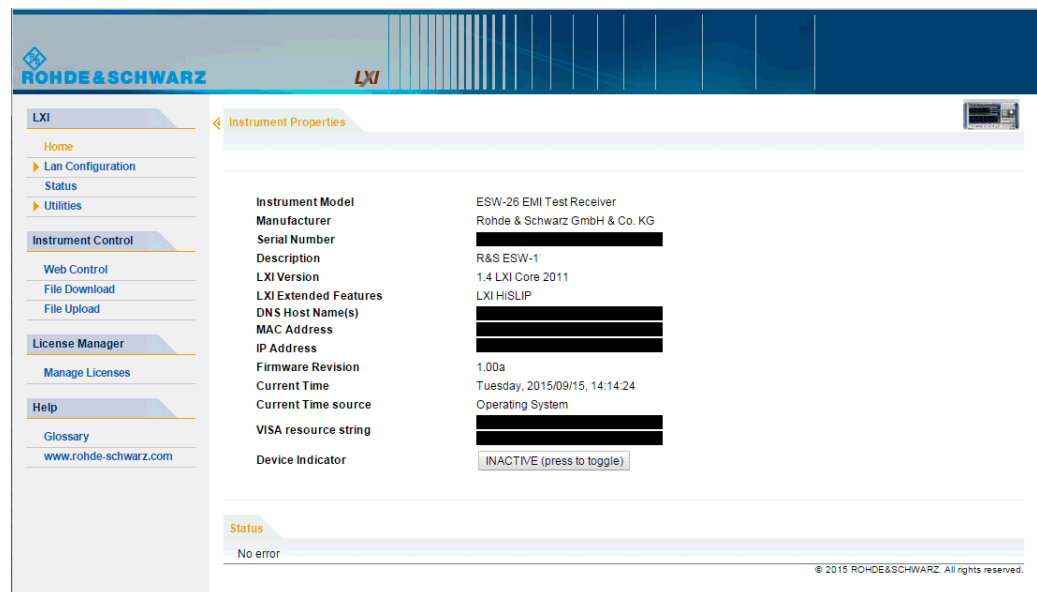 ROHDE&SCHWARZ
LXI
LXI
Home
Lan Configuration
Status
Utilities
Instrument Control
Web Control
File Download
File Upload
License Manager
Manage Licenses
Help
Glossary
www.rohde-schwarz.com
Instrument Properties
Instrument Model ESW-26 EMI Test Receiver
Manufacturer Rohde & Schwarz GmbH & Co. KG
Serial Number
Description R&S ESW-1
LXI Version 1.4 LXI Core 2011
LXI Extended Features LXI HiSLIP
DNS Host Name(s)
MAC Address
IP Address
Firmware Revision 1.00a
Current Time Tuesday, 2015/09/15, 14:14:24
Current Time source Operating System
VISA resource string
Device Indicator INACTIVE (press to toggle)
Status
No error
© 2015 ROHDE&SCHWARZ. All rights reserved.